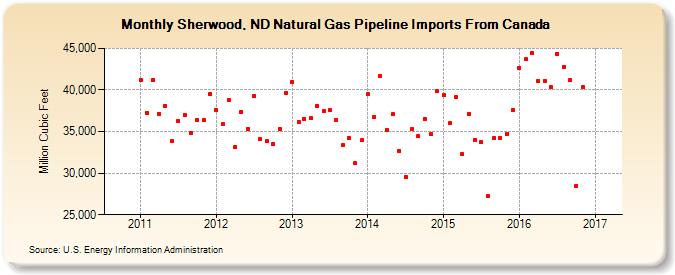 Monthly Sherwood, ND Natural Gas Pipeline Imports From Canada
Million Cubic Feet
45,000
40,000
35,000
30,000
25,000
2011 2012 2013 2014 2015 2016 2017
Source: U.S. Energy Information Administration